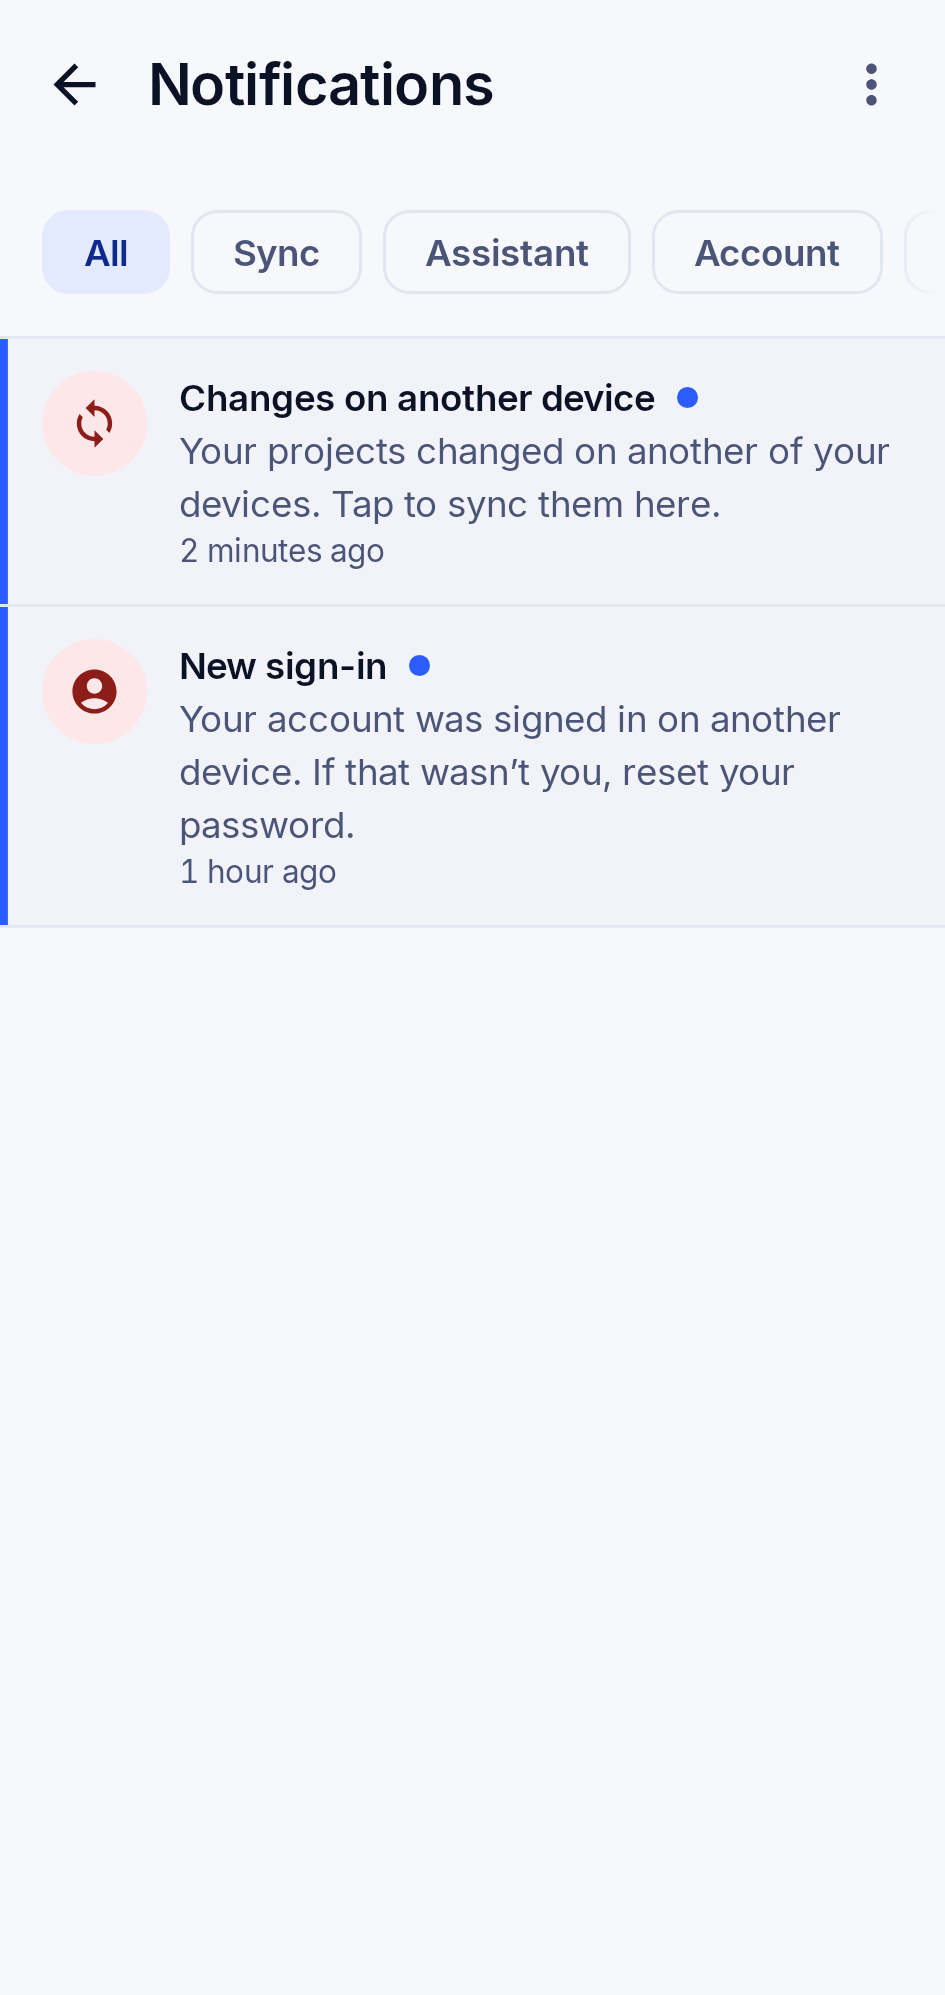 Notifications
All
Sync
Assistant
Account
Changes on another device
Your projects changed on another of your
devices. Tap to sync them here.
2 minutes ago
New sign-in
Your account was signed in on another
device. If that wasn’t you, reset your
password.
1 hour ago